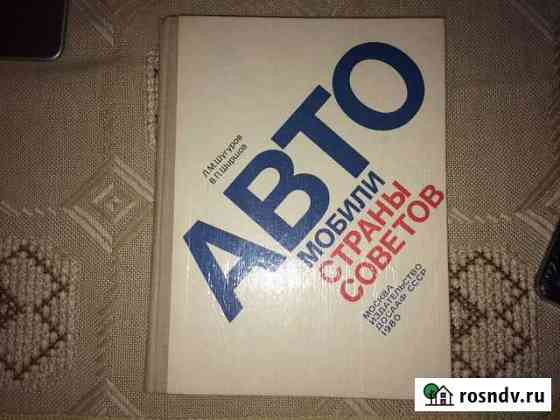 Л.М.Шугуров
В.П.Ширшов
АВТО
МОБИЛИ
СТРАНЫ
СОВЕТОВ
МОСКВА
ИЗДАТЕЛЬСТВО
ДОСААФ СССР
1980
rosndv.ru